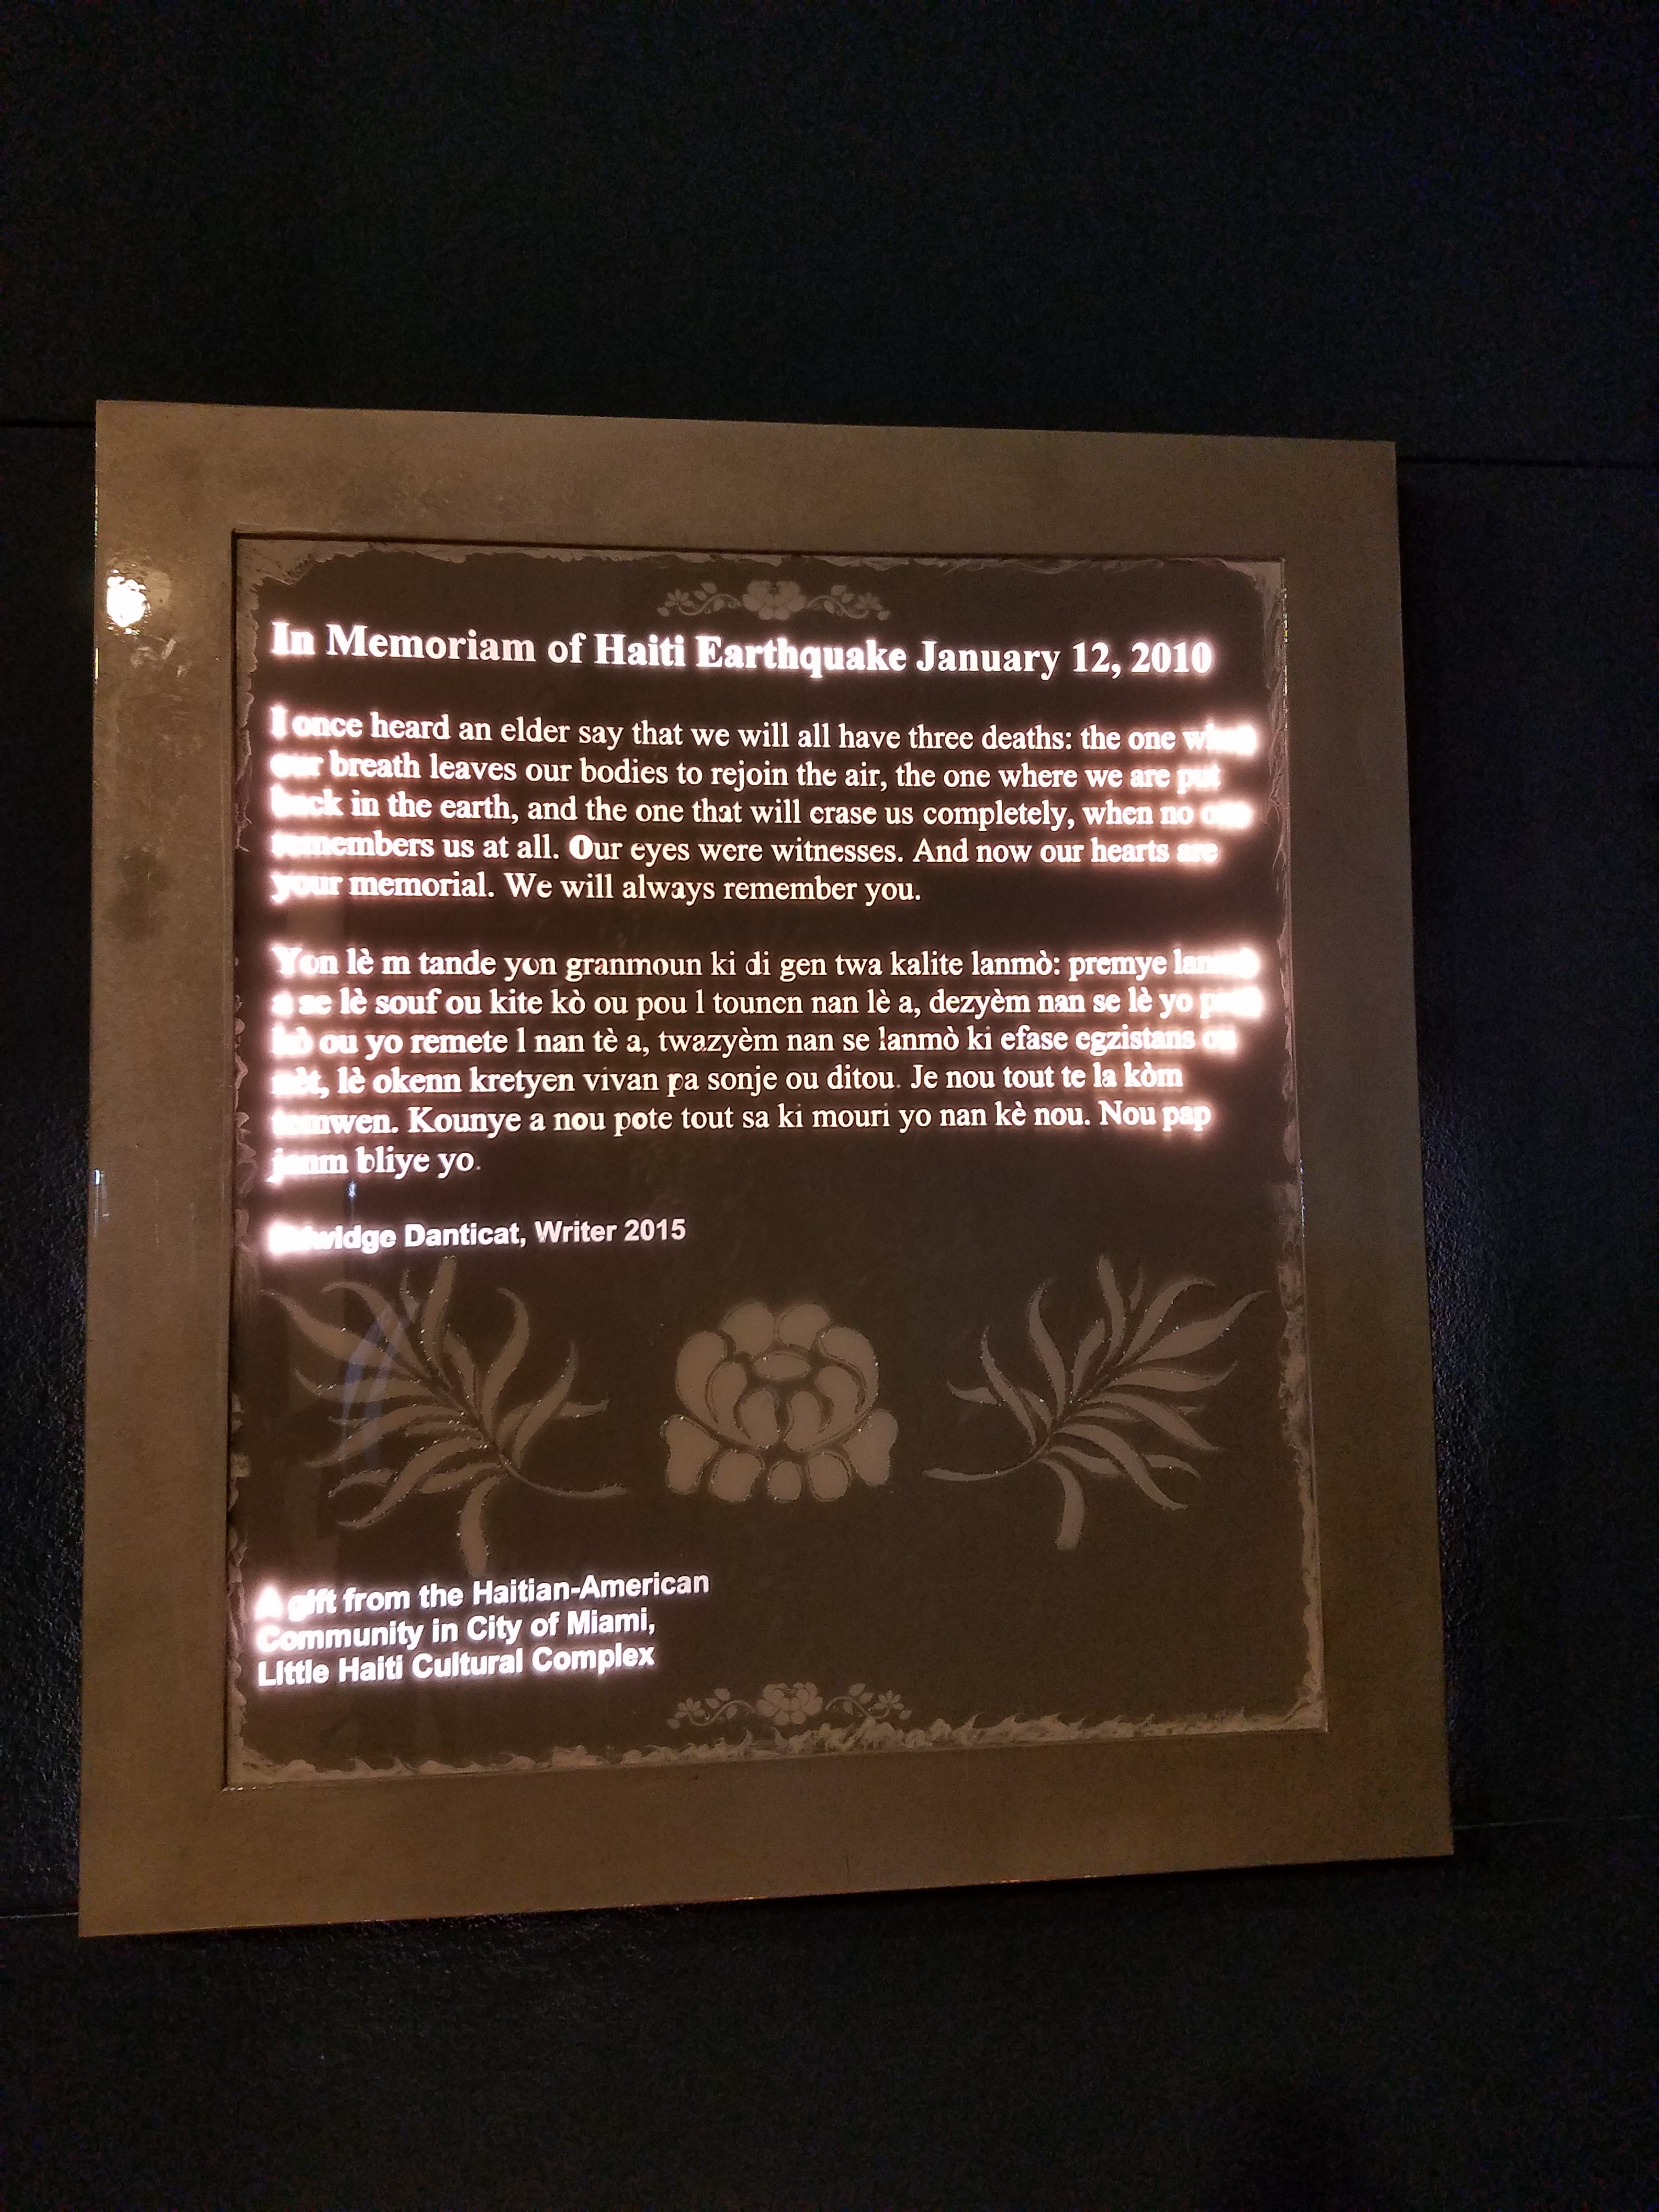 In Memoriam of Haiti Earthquake January 12, 2010
I once heard an elder say that we will all have three deaths: the one when
our breath leaves our bodies to rejoin the air, the one where we are put
back in the earth, and the one that will erase us completely, when no one
remembers us at all. Our eyes were witnesses. And now our hearts are
your memorial. We will always remember you.
Yon lè m tande yon granmoun ki di gen twa kalite lanmò: premye lanmò
a se lè souf ou kite kò ou pou l tounen nan lè a, dezyèm nan se lè yo pran
kò ou yo remete l nan tè a, twazyèm nan se lanmò ki efase egzistans ou
nèt, lè okenn kretyen vivan pa sonje ou ditou. Je nou tout te la kòm
temwen. Kounye a nou pote tout sa ki mouri yo nan kè nou. Nou pap
janm bliye yo.
Edwidge Danticat, Writer 2015
A gift from the Haitian-American
Community in City of Miami,
Little Haiti Cultural Complex